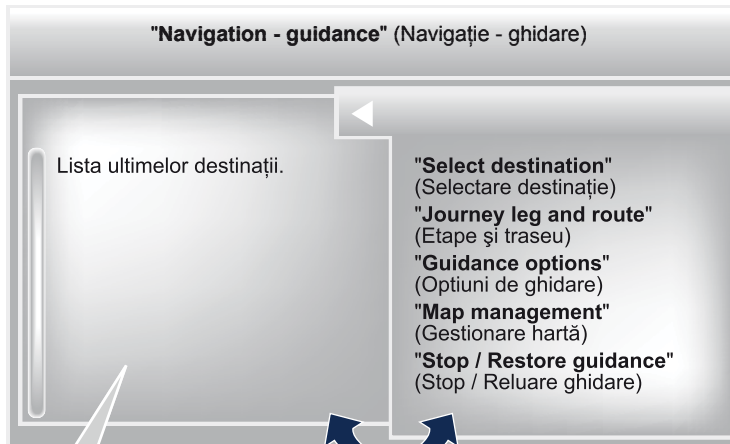 "Navigation - guidance" (Navigație - ghidare)
Lista ultimelor destinații.
"Select destination"
(Selectare destinație)
"Journey leg and route"
(Etape şi traseu)
"Guidance options"
(Optiuni de ghidare)
"Map management"
(Gestionare hartă)
"Stop / Restore guidance"
(Stop / Reluare ghidare)